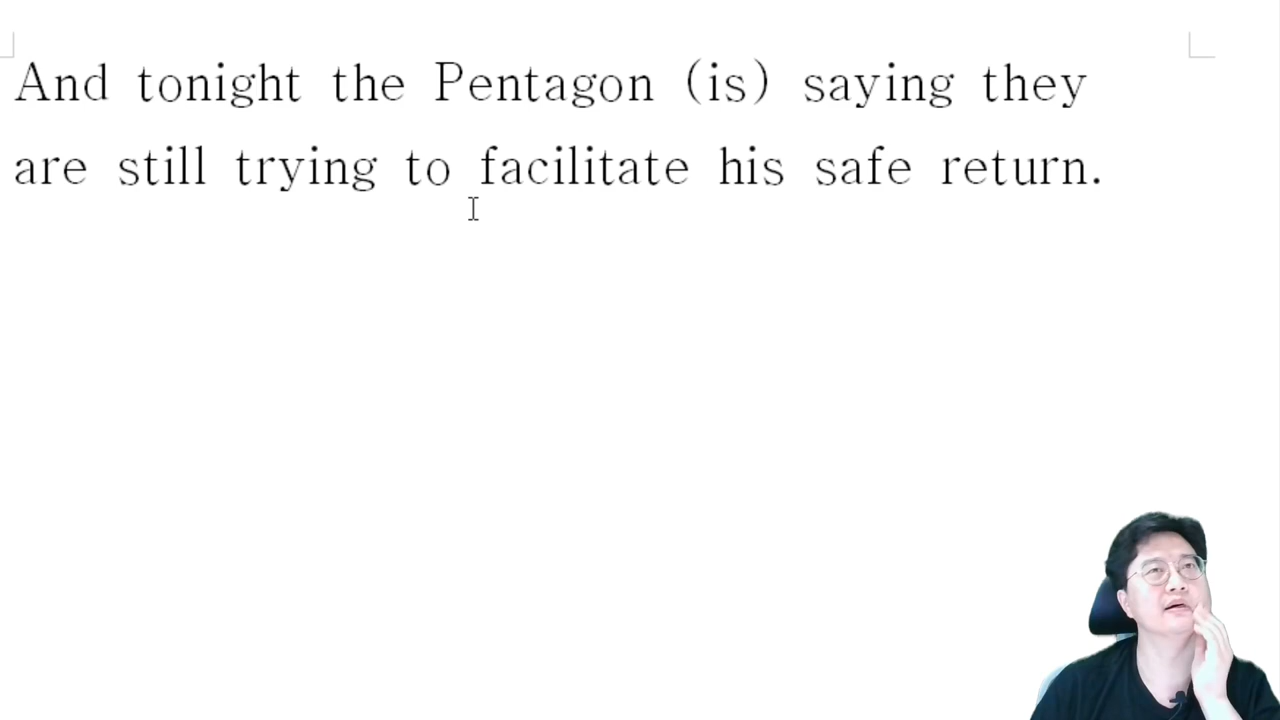 And tonight the Pentagon (is) saying they
are still trying to facilitate his safe return.